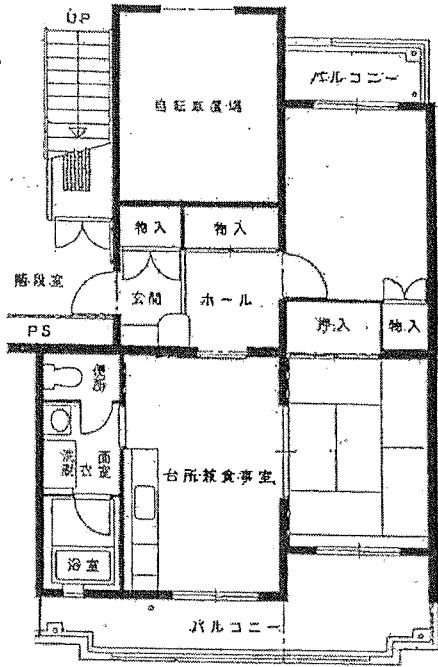 UP
バルコニー
自転車置場
物入
物入
階段室
玄関
ホール
押入
物入
PS
便所
洗面
脱衣室
台所兼食事室
浴室
バルコニー